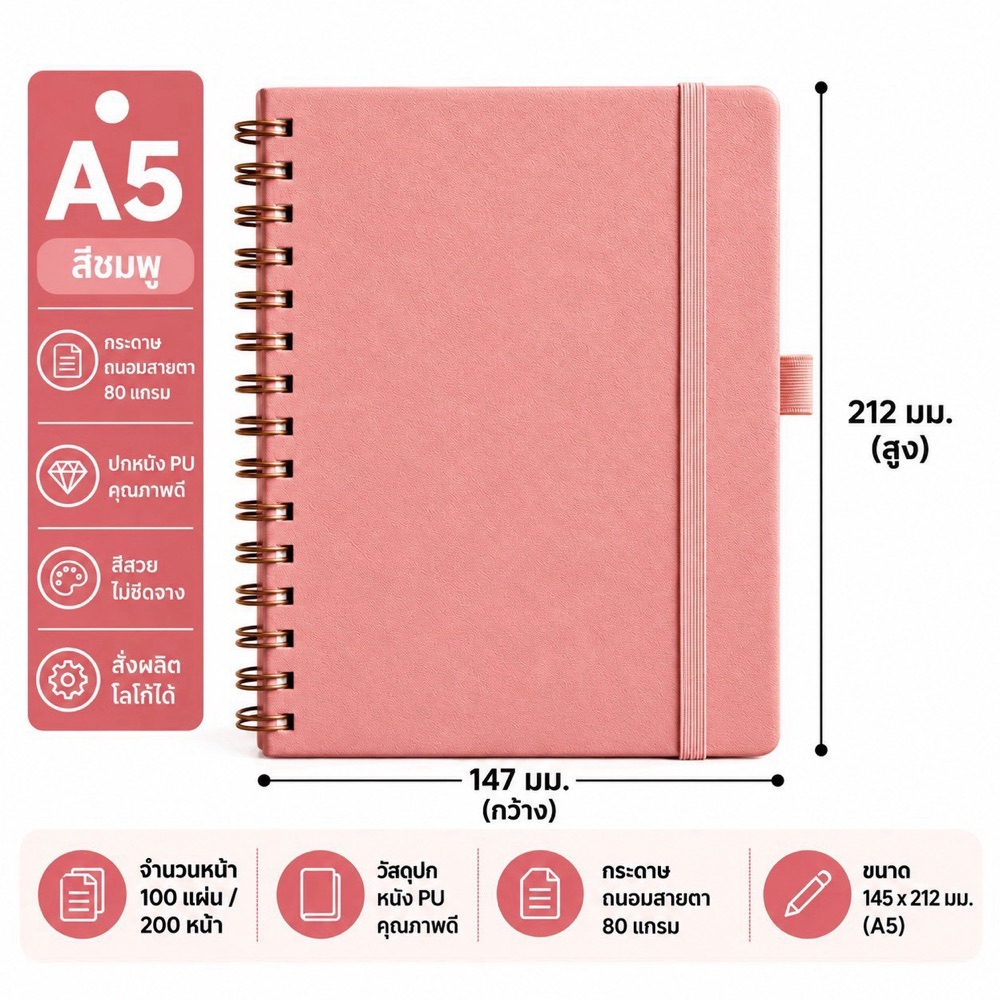 A5
สีชมพู
กระดาษ
ถนอมสายตา
80 แกรม
ปกหนัง PU
คุณภาพดี
สีสวย
ไม่ซีดจาง
สั่งผลิต
โลโก้ได้
212 มม.
(สูง)
147 มม.
(กว้าง)
จำนวนหน้า
100 แผ่น /
200 หน้า
วัสดุปก
หนัง PU
คุณภาพดี
กระดาษ
ถนอมสายตา
80 แกรม
ขนาด
145 x 212 มม.
(A5)